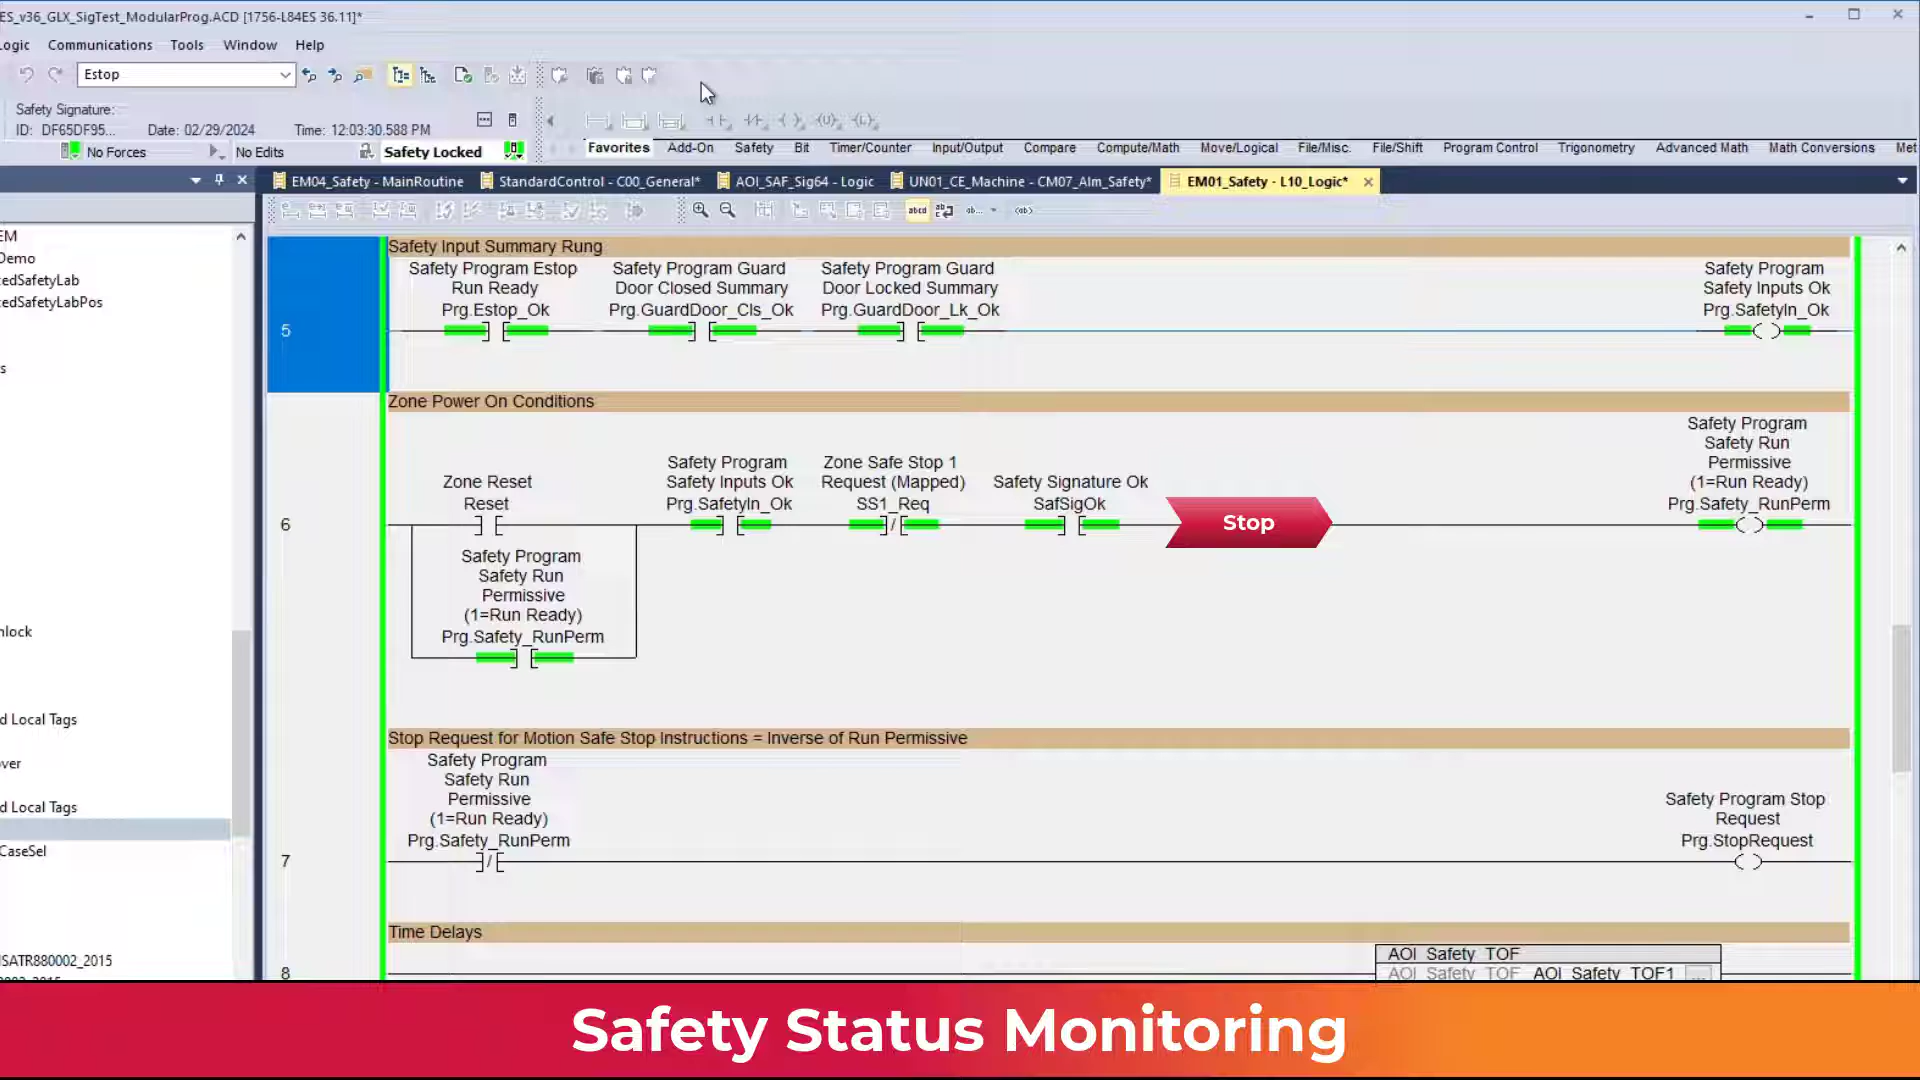 ES_v36_GLX_SigTest_ModularProg.ACD [1756-L84ES 36.11]*
Logic Communications Tools Window Help
Estop
Safety Signature:
ID: DF65DF95... Date: 02/29/2024 Time: 12:03:30.588 PM
No Forces No Edits Safety Locked
Favorites Add-On Safety Bit Timer/Counter Input/Output Compare Compute/Math Move/Logical File/Misc. File/Shift Program Control Trigonometry Advanced Math Math Conversions Met
EM04_Safety - MainRoutine StandardControl - C00_General* AOI_SAF_Sig64 - Logic UN01_CE_Machine - CM07_Alm_Safety* EM01_Safety - L10_Logic*
EM
Demo
tedSafetyLab
tedSafetyLabPos
s
nlock
d Local Tags
ver
d Local Tags
CaseSel
ISATR880002_2015
Safety Input Summary Rung
Safety Program Estop
Run Ready
Prg.Estop_Ok
Safety Program Guard
Door Closed Summary
Prg.GuardDoor_Cls_Ok
Safety Program Guard
Door Locked Summary
Prg.GuardDoor_Lk_Ok
Safety Program
Safety Inputs Ok
Prg.SafetyIn_Ok
5
Zone Power On Conditions
Zone Reset
Reset
Safety Program
Safety Inputs Ok
Prg.SafetyIn_Ok
Zone Safe Stop 1
Request (Mapped)
SS1_Req
Safety Signature Ok
SafSigOk
Stop
Safety Program
Safety Run
Permissive
(1=Run Ready)
Prg.Safety_RunPerm
6
Safety Program
Safety Run
Permissive
(1=Run Ready)
Prg.Safety_RunPerm
Stop Request for Motion Safe Stop Instructions = Inverse of Run Permissive
Safety Program
Safety Run
Permissive
(1=Run Ready)
Prg.Safety_RunPerm
Safety Program Stop
Request
Prg.StopRequest
7
Time Delays
8
AOI_Safety_TOF
AOI_Safety_TOF AOI_Safety_TOF1 ...
Safety Status Monitoring